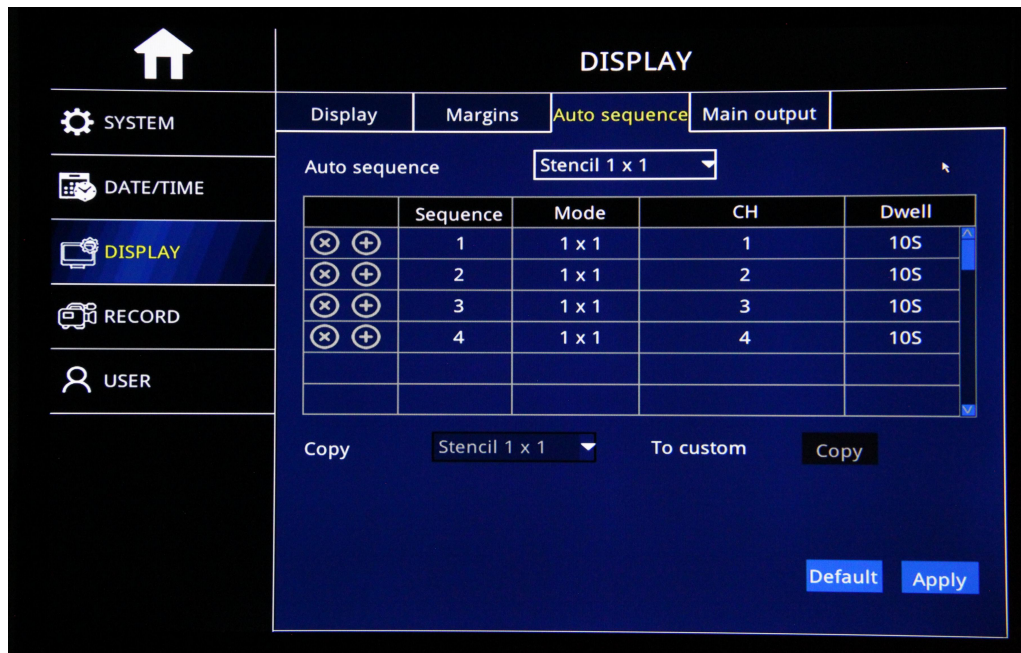 DISPLAY
SYSTEM
DATE/TIME
DISPLAY
RECORD
USER
Display Margins Auto sequence Main output
Auto sequence Stencil 1 x 1
Sequence Mode CH Dwell
1 1 x 1 1 10S
2 1 x 1 2 10S
3 1 x 1 3 10S
4 1 x 1 4 10S
Copy Stencil 1 x 1 To custom Copy
Default Apply